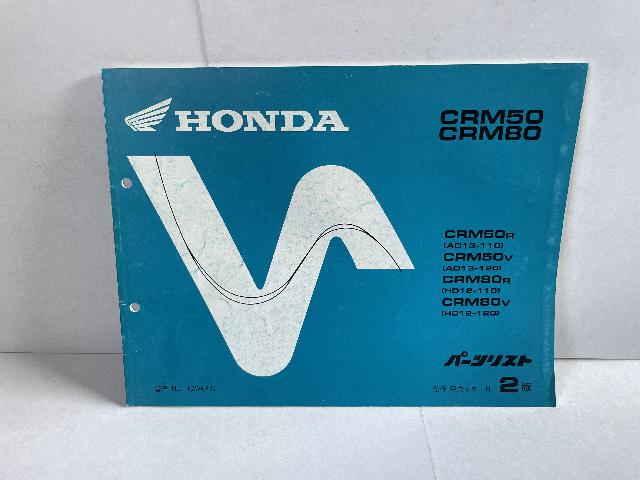 HONDA
CRM50
CRM80
CRM50R
(AD13-110)
CRM50V
(AD13-120)
CRM80R
(HD12-110)
CRM80V
(HD12-120)
パーツリスト
2版